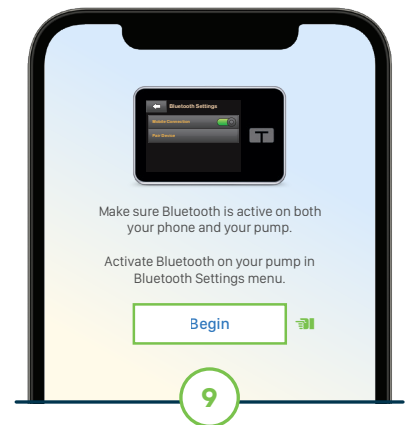 Bluetooth Settings
Mobile Connection
Pair Device
T
Make sure Bluetooth is active on both
your phone and your pump.
Activate Bluetooth on your pump in
Bluetooth Settings menu.
Begin
9